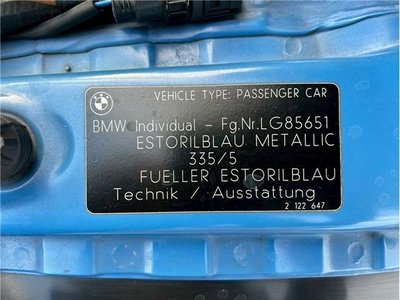 BMW
VEHICLE TYPE: PASSENGER CAR
BMW Individual - Fg.Nr.LG85651
ESTORILBLAU METALLIC
335/5
FUELLER ESTORILBLAU
Technik / Ausstattung
2 122 647